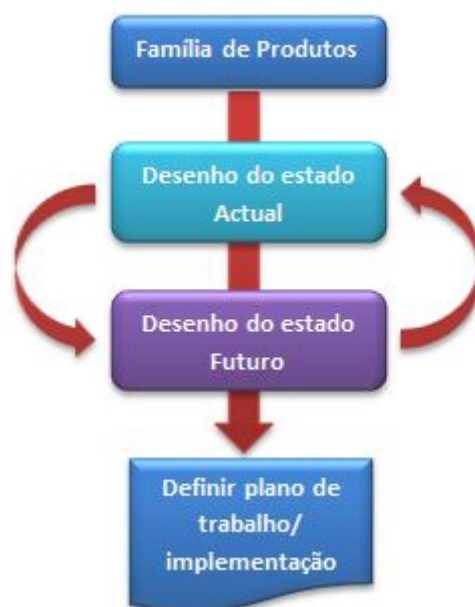 Família de Produtos
Desenho do estado
Actual
Desenho do estado
Futuro
Definir plano de
trabalho/
implementação